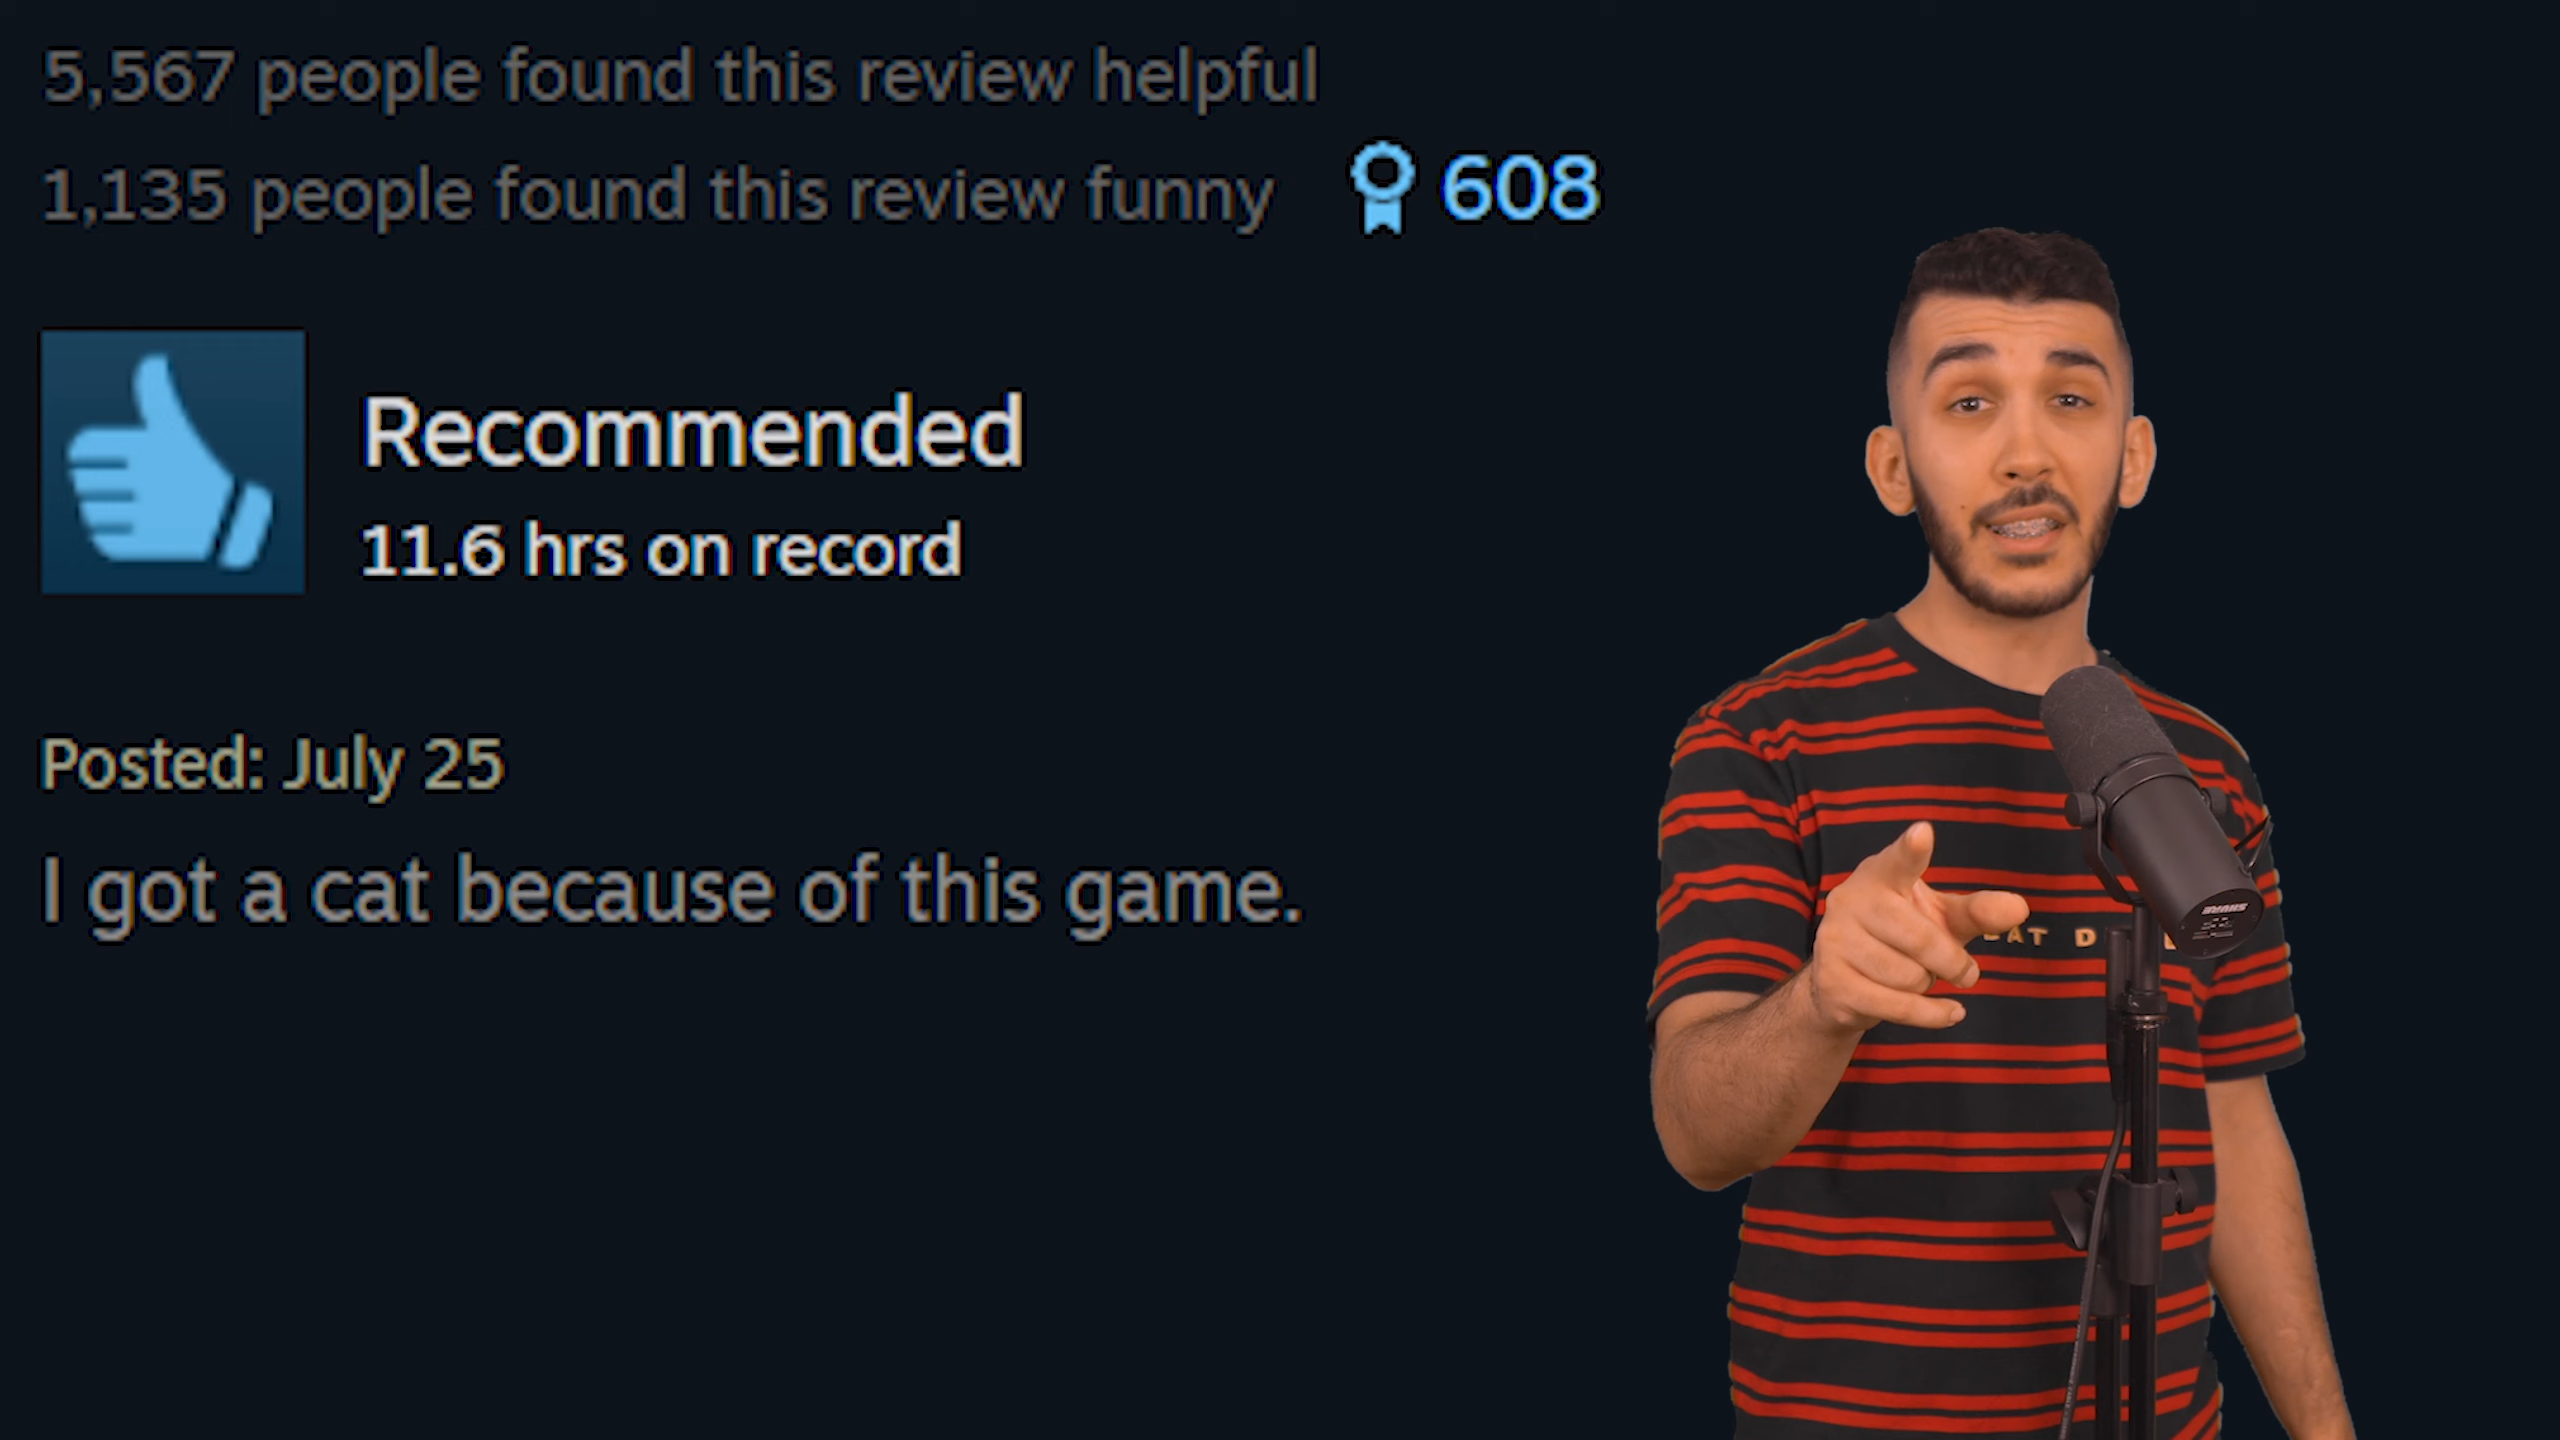 5,567 people found this review helpful
1,135 people found this review funny
608
Recommended
11.6 hrs on record
Posted: July 25
I got a cat because of this game.
SHURE